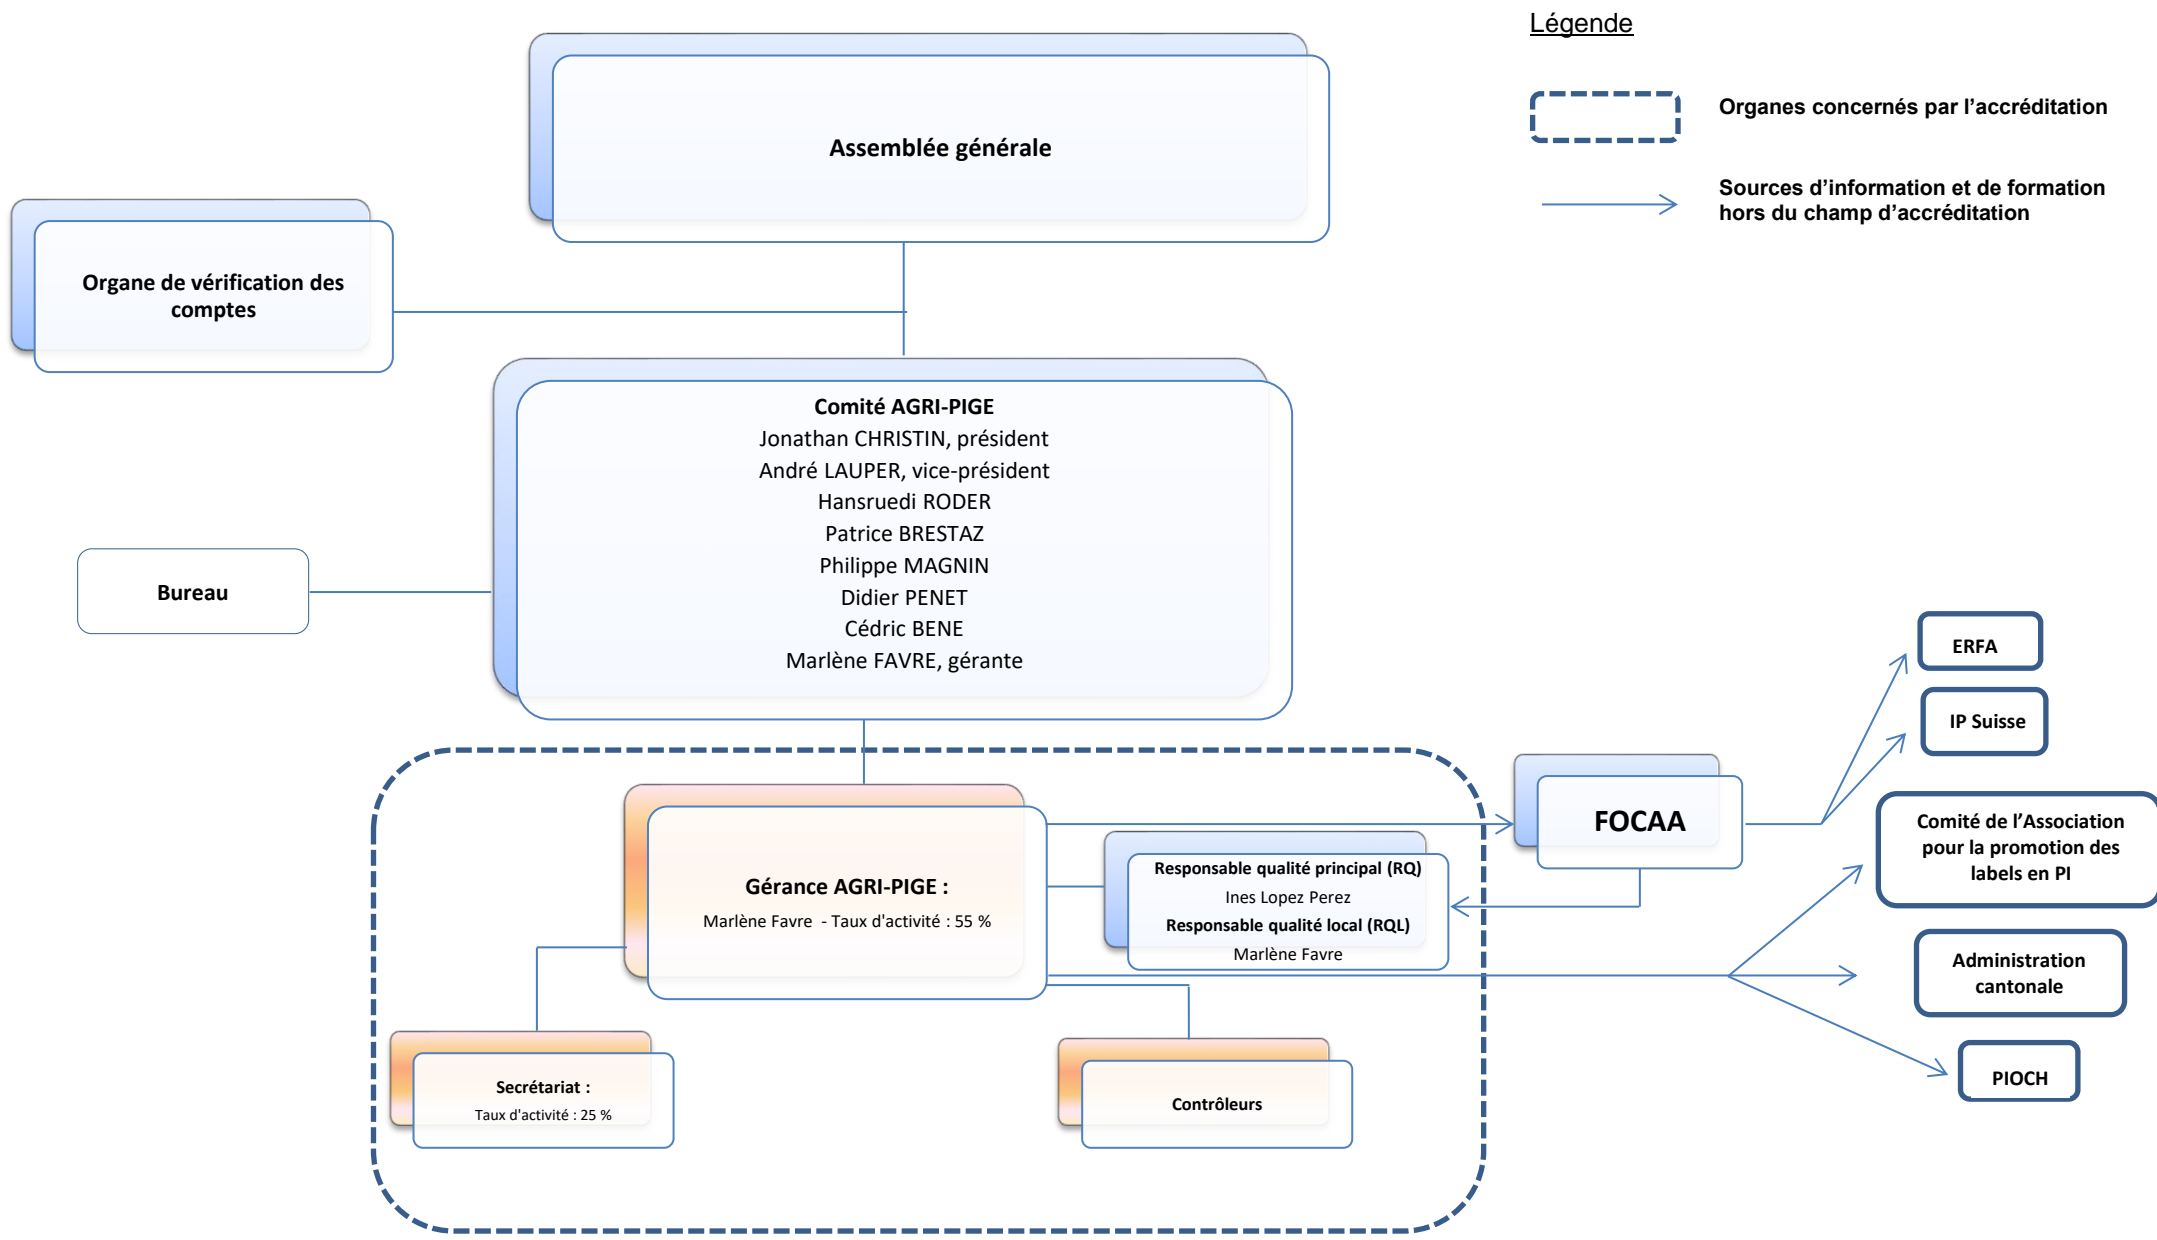 Légende
Organes concernés par l'accréditation
Sources d'information et de formation
hors du champ d'accréditation
Assemblée générale
Organe de vérification des
comptes
Comité AGRI-PIGE
Jonathan CHRISTIN, président
André LAUPER, vice-président
Hansruedi RODER
Patrice BRESTAZ
Philippe MAGNIN
Didier PENET
Cédric BENE
Marlène FAVRE, gérante
Bureau
ERFA
IP Suisse
FOCAA
Comité de l'Association
pour la promotion des
labels en PI
Gérance AGRI-PIGE :
Marlène Favre - Taux d'activité : 55 %
Responsable qualité principal (RQ)
Ines Lopez Perez
Responsable qualité local (RQL)
Marlène Favre
Administration
cantonale
Secrétariat :
Taux d'activité : 25 %
Contrôleurs
PIOCH